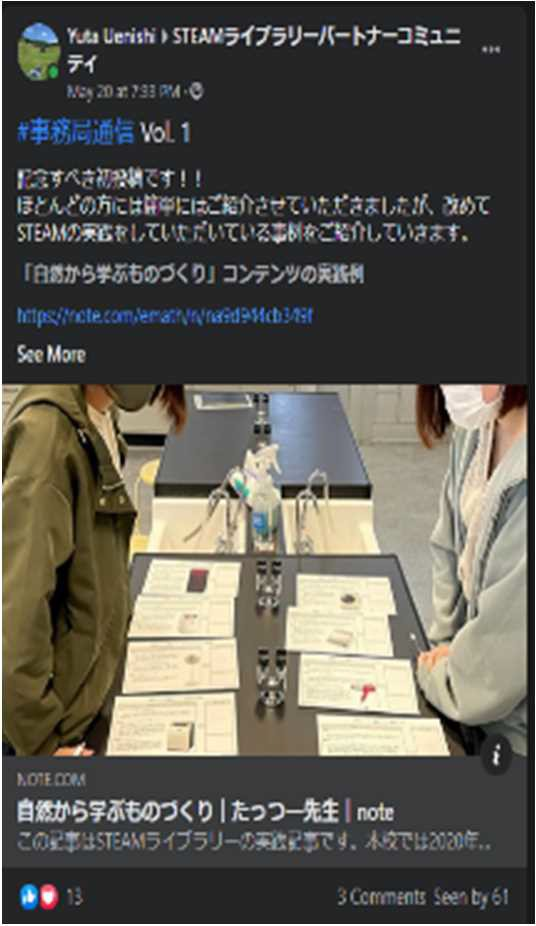 Yuta Uenishi ▸ STEAMライブラリーパートナーコミュニ
ティ
May 20 at 7:33 PM ·
#事務局通信 Vol. 1
記念すべき初投稿です！！
ほとんどの方には個中にはご紹介させていただきましたが、改めて
STEAMの実践をしていただいている事例をご紹介していきます。
「自然から学ぶものづくり」コンテンツの実践例
https://note.com/emath/n/na9d944cb349f
See More
NOTE.COM
自然から学ぶものづくり｜たっつー先生｜note
この記事はSTEAMライブラリーの実践記事です。本校では2020年..
13
3 Comments Seen by 61